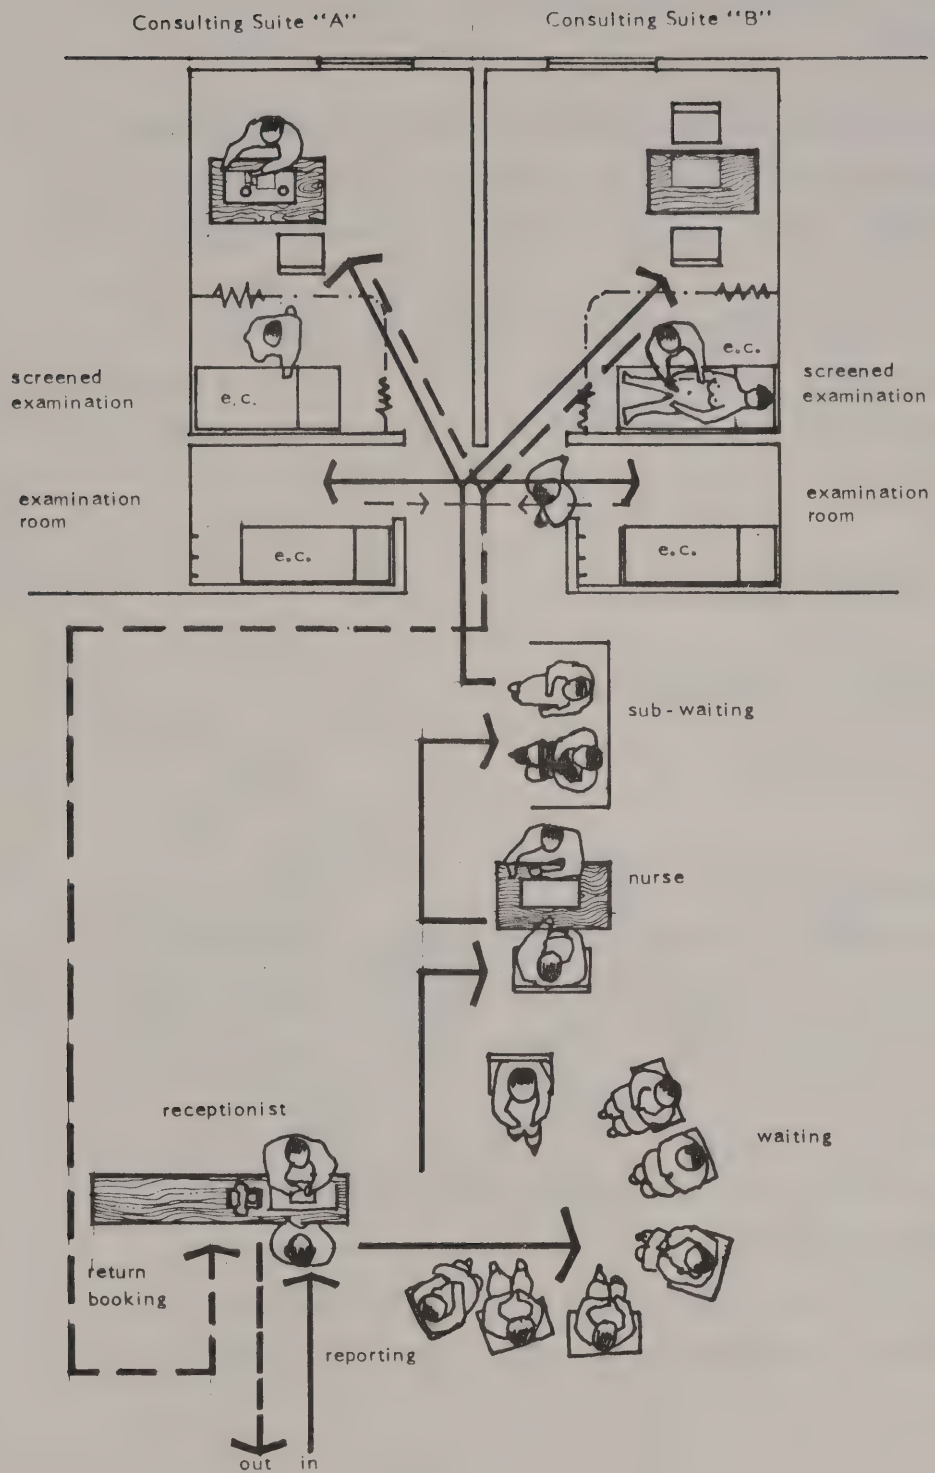 Consulting Suite "A"
Consulting Suite "B"
e.c.
screened
examination
e.c.
screened
examination
examination
room
examination
room
e.c.
e.c.
sub-waiting
nurse
receptionist
waiting
return
booking
reporting
out in